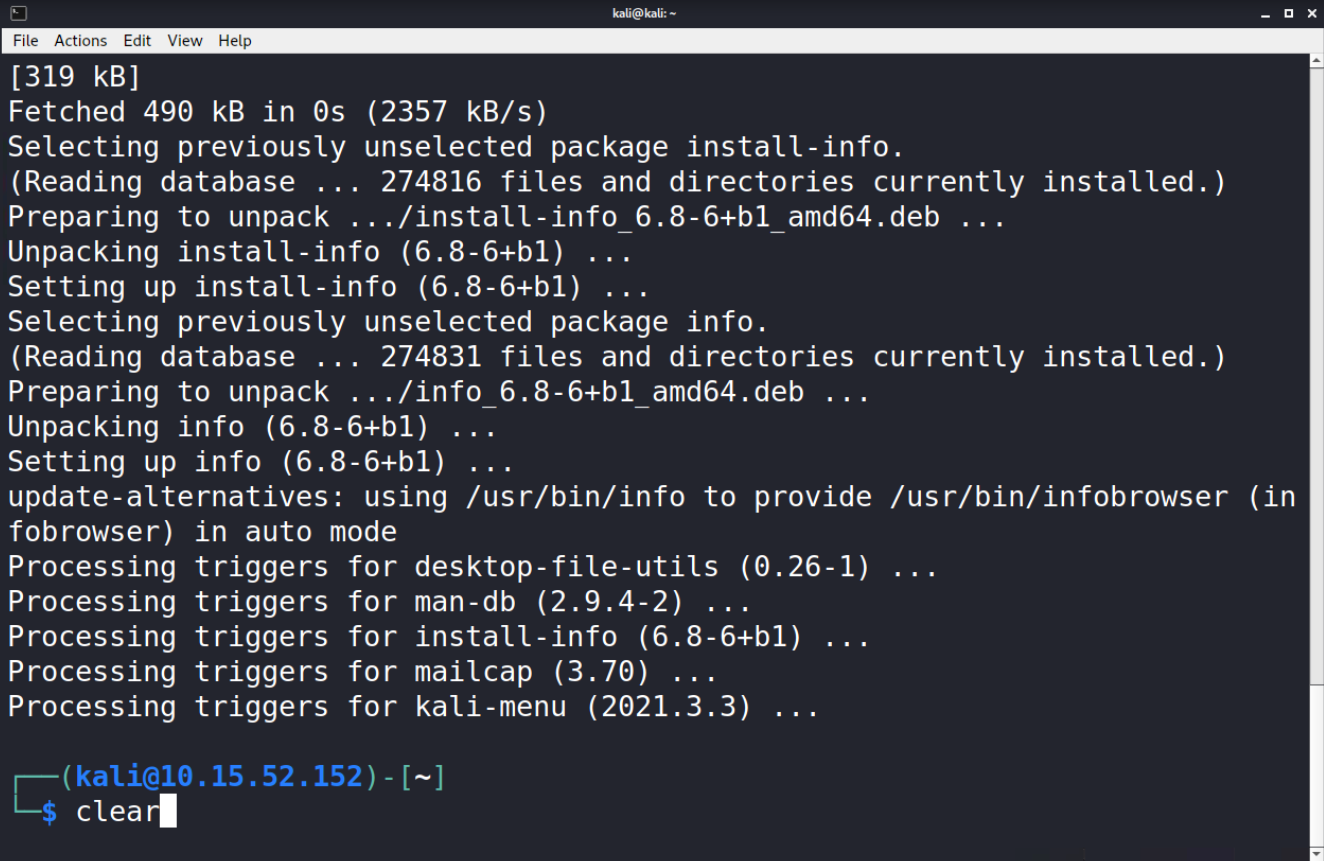 kali@kali: ~
File Actions Edit View Help
[319 kB]
Fetched 490 kB in 0s (2357 kB/s)
Selecting previously unselected package install-info.
(Reading database ... 274816 files and directories currently installed.)
Preparing to unpack .../install-info_6.8-6+b1_amd64.deb ...
Unpacking install-info (6.8-6+b1) ...
Setting up install-info (6.8-6+b1) ...
Selecting previously unselected package info.
(Reading database ... 274831 files and directories currently installed.)
Preparing to unpack .../info_6.8-6+b1_amd64.deb ...
Unpacking info (6.8-6+b1) ...
Setting up info (6.8-6+b1) ...
update-alternatives: using /usr/bin/info to provide /usr/bin/infobrowser (in
fobrowser) in auto mode
Processing triggers for desktop-file-utils (0.26-1) ...
Processing triggers for man-db (2.9.4-2) ...
Processing triggers for install-info (6.8-6+b1) ...
Processing triggers for mailcap (3.70) ...
Processing triggers for kali-menu (2021.3.3) ...
┌──(kali@10.15.52.152)-[~]
└─$ clear